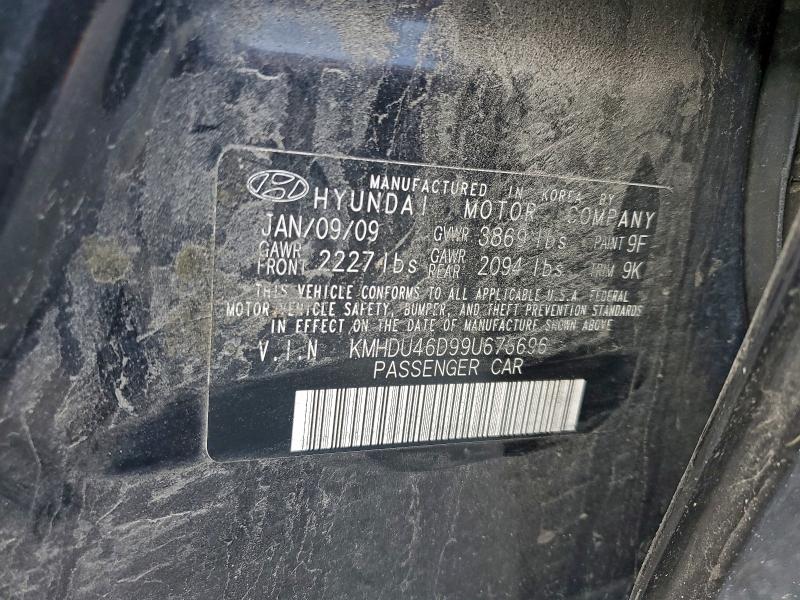 MANUFACTURED IN KOREA BY
HYUNDAI MOTOR COMPANY
JAN/09/09 GVWR 3869 lbs PAINT 9F
GAWR FRONT 2227 lbs GAWR REAR 2094 lbs TRIM 9K
THIS VEHICLE CONFORMS TO ALL APPLICABLE U.S.A. FEDERAL
MOTOR VEHICLE SAFETY, BUMPER, AND THEFT PREVENTION STANDARDS
IN EFFECT ON THE DATE OF MANUFACTURE SHOWN ABOVE
V.I.N
PASSENGER CAR